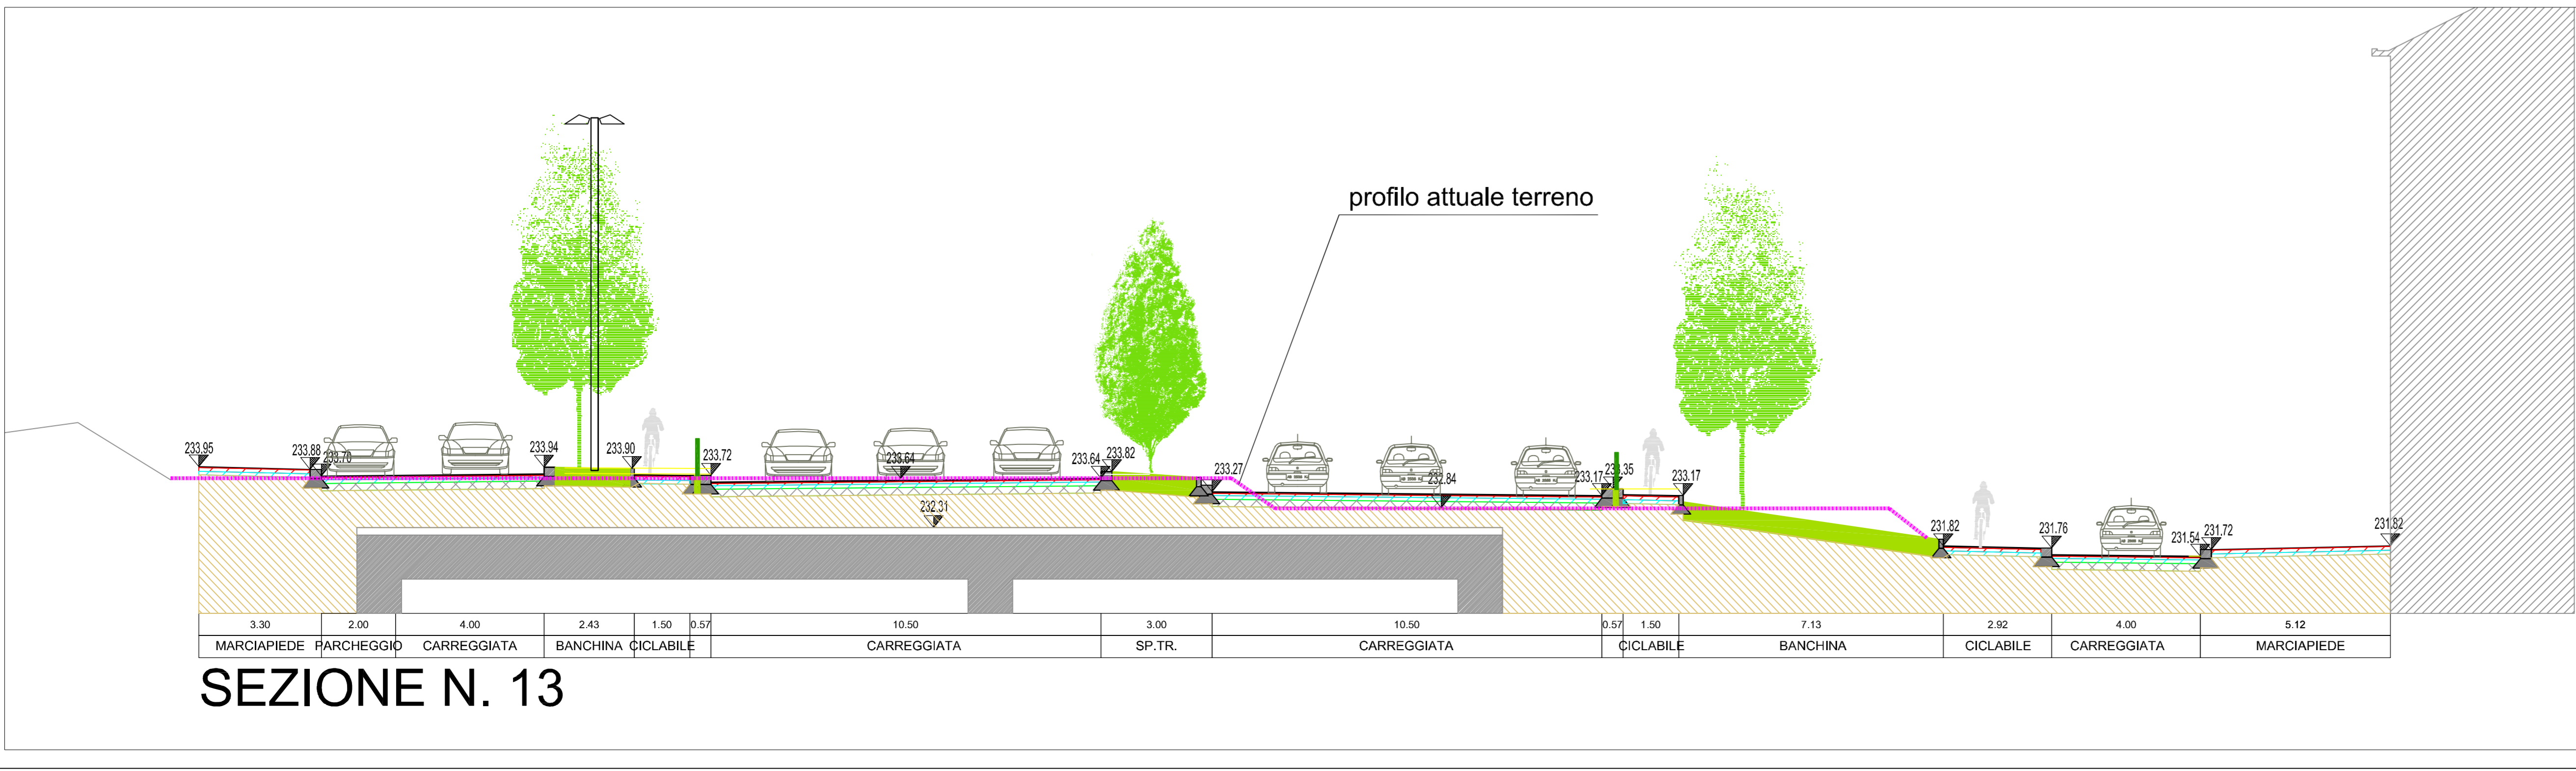 profilo attuale terreno
233.95 233.88 233.70 233.94 233.90 233.72 233.64 233.64 233.82 233.27 232.84 233.17 233.17 231.82 231.76 231.54 231.72 231.82
232.31
3.30 2.00 4.00 2.43 1.50 0.57 10.50 3.00 10.50 0.57 1.50 7.13 2.92 4.00 5.12
MARCIAPIEDE PARCHEGGIO CARREGGIATA BANCHINA CICLABILE CARREGGIATA SP.TR. CARREGGIATA CICLABILE BANCHINA CICLABILE CARREGGIATA MARCIAPIEDE
SEZIONE N. 13